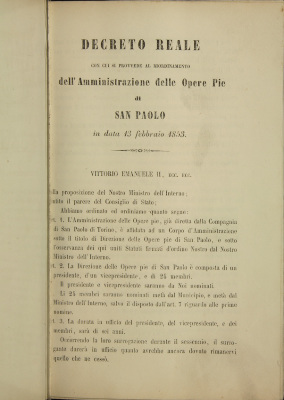 DECRETO REALE
CON CUI SI PROVVEDE AL RIORDINAMENTO
dell'Amministrazione delle Opere Pie
di
SAN PAOLO
in data 13 febbraio 1853.
VITTORIO EMANUELE II, ECC. ECC.
la proposizione del Nostro Ministro dell'Interno;
il parere del Consiglio di Stato;
Abbiamo ordinato ed ordiniamo quanto segue:
t. 1. L'Amministrazione delle Opere pie, già diretta dalla Compagnia
di San Paolo di Torino, è affidata ad un Corpo d'Amministrazione
sotto il titolo di Direzione delle Opere pie di San Paolo, e sotto
l'osservanza dei qui uniti Statuti firmati d'ordine Nostro dal Nostro
Ministro dell'Interno.
t. 2. La Direzione delle Opere pie di San Paolo è composta di un
presidente, d'un vicepresidente, e di 24 membri.
Il presidente e vicepresidente saranno da Noi nominati.
I 24 membri saranno nominati metà dal Municipio, e metà dal
Ministro dell'Interno, salvo il disposto dall'art. 7 riguardo alle prime
nomine.
t. 3. La durata in officio del presidente, del vicepresidente, e dei
membri, sarà di sei anni.
Occorrendo la loro surrogazione durante il sessennio, il surro-
gante durerà in ufficio quanto avrebbe ancora dovuto rimanervi
quello che ne cessò.